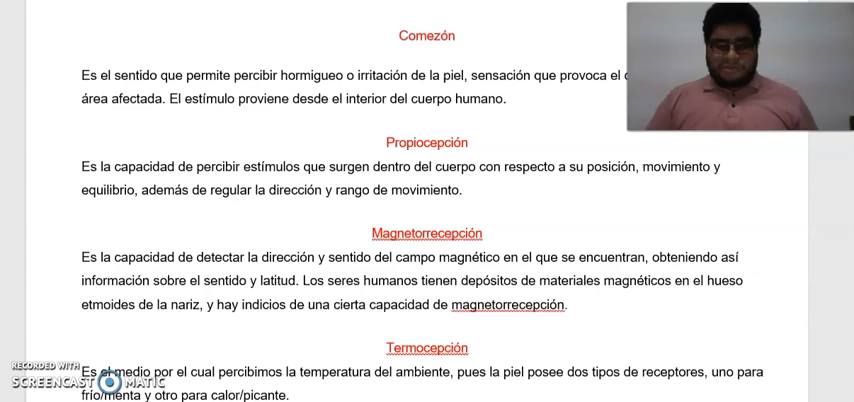 Comezón
Es el sentido que permite percibir hormigueo o irritación de la piel, sensación que provoca el
área afectada. El estímulo proviene desde el interior del cuerpo humano.
Propiocepción
Es la capacidad de percibir estímulos que surgen dentro del cuerpo con respecto a su posición, movimiento y
equilibrio, además de regular la dirección y rango de movimiento.
Magnetorrecepción
Es la capacidad de detectar la dirección y sentido del campo magnético en el que se encuentran, obteniendo así
información sobre el sentido y latitud. Los seres humanos tienen depósitos de materiales magnéticos en el hueso
etmoides de la nariz, y hay indicios de una cierta capacidad de magnetorrecepción.
Termocepción
Es el medio por el cual percibimos la temperatura del ambiente, pues la piel posee dos tipos de receptores, uno para
frío/menta y otro para calor/picante.
RECORDED WITH
SCREENCAST MATIC